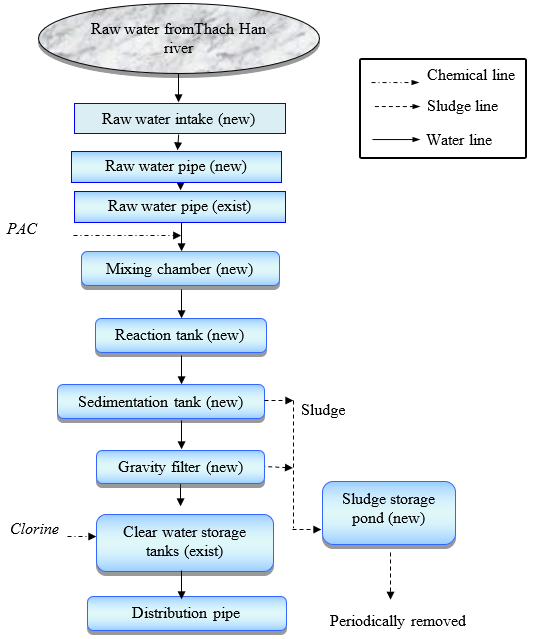 Raw water fromThach Han
river
Chemical line
Sludge line
Water line
Raw water intake (new)
Raw water pipe (new)
Raw water pipe (exist)
PAC
Mixing chamber (new)
Reaction tank (new)
Sedimentation tank (new)
Sludge
Gravity filter (new)
Sludge storage
pond (new)
Clorine
Clear water storage
tanks (exist)
Distribution pipe
Periodically removed